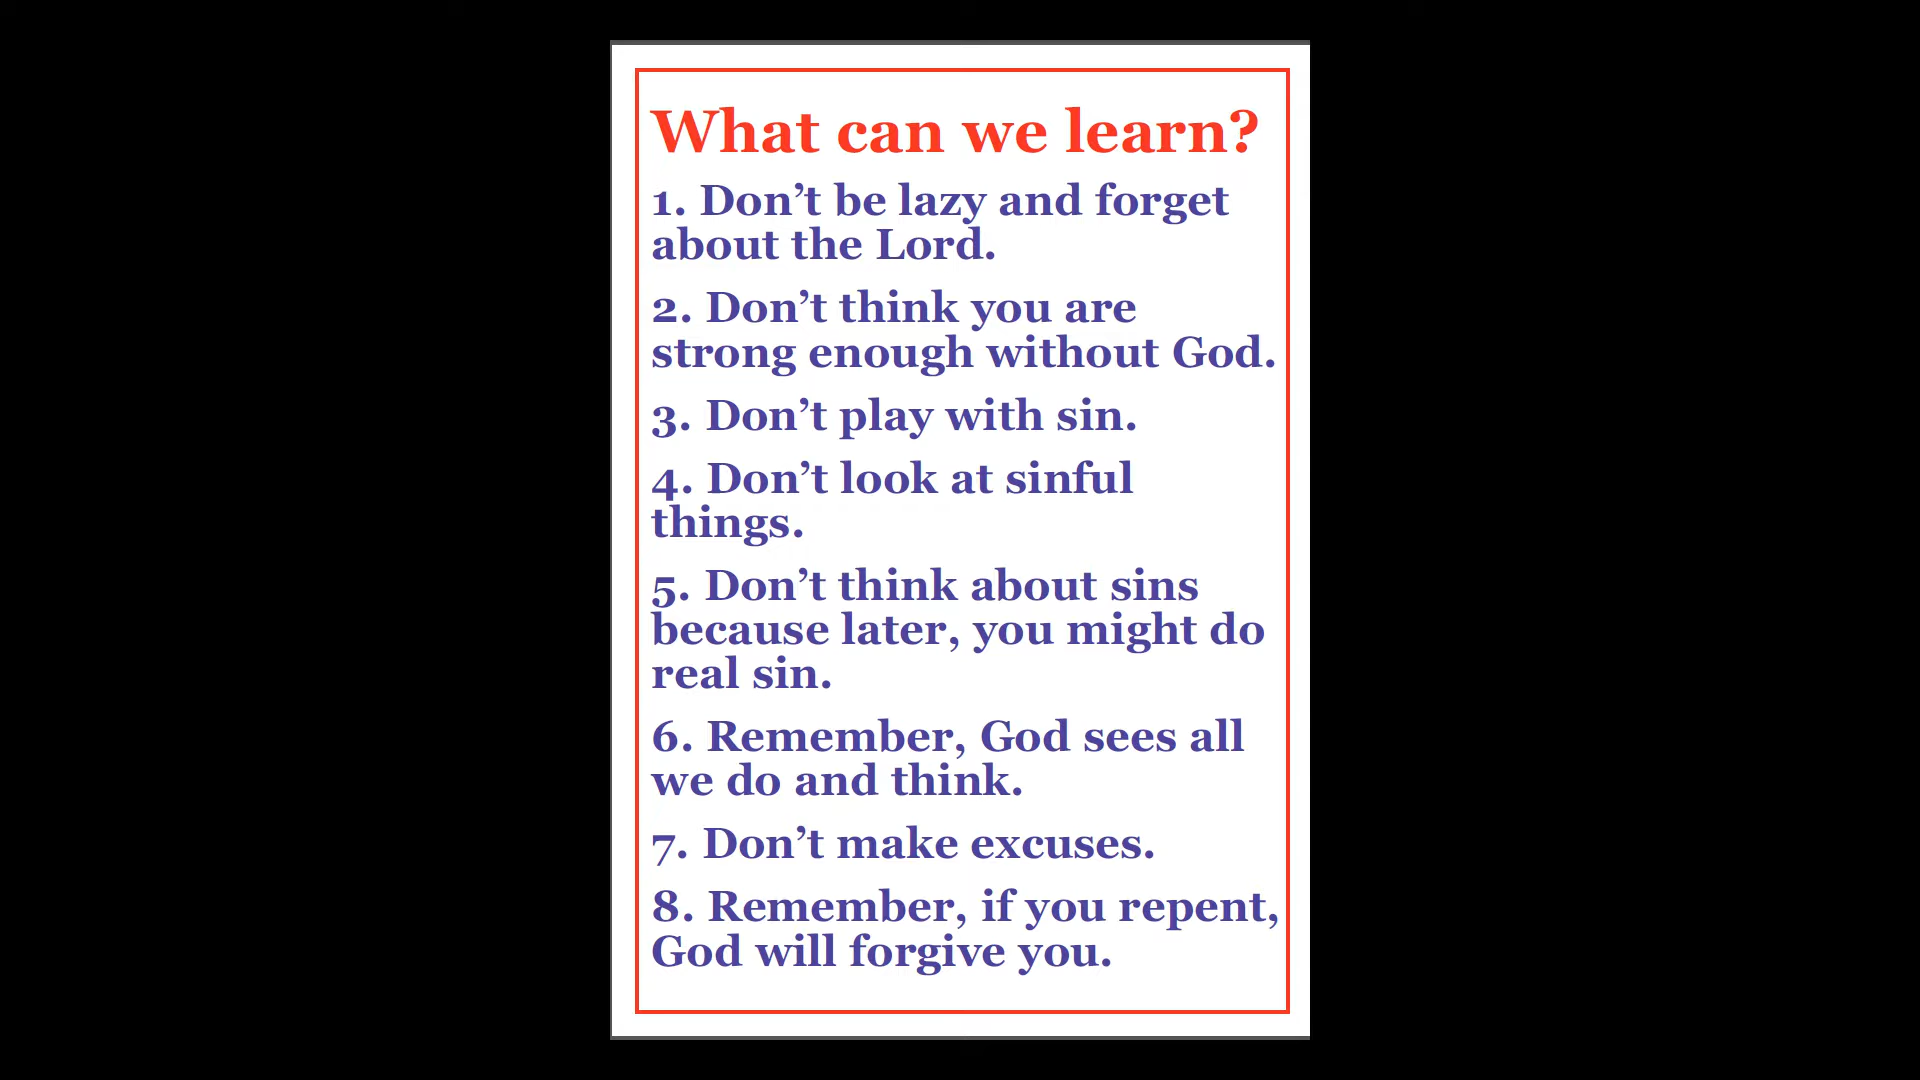 What can we learn?
1. Don’t be lazy and forget
about the Lord.
2. Don’t think you are
strong enough without God.
3. Don’t play with sin.
4. Don’t look at sinful
things.
5. Don’t think about sins
because later, you might do
real sin.
6. Remember, God sees all
we do and think.
7. Don’t make excuses.
8. Remember, if you repent,
God will forgive you.